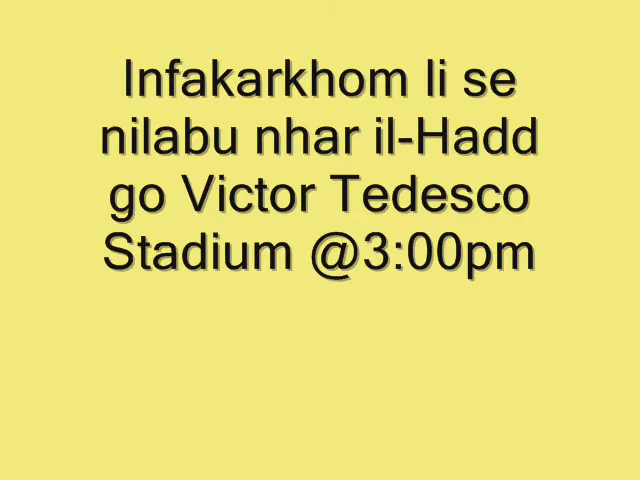 Infakarkhom li se
nilabu nhar il-Hadd
go Victor Tedesco
Stadium @3:00pm